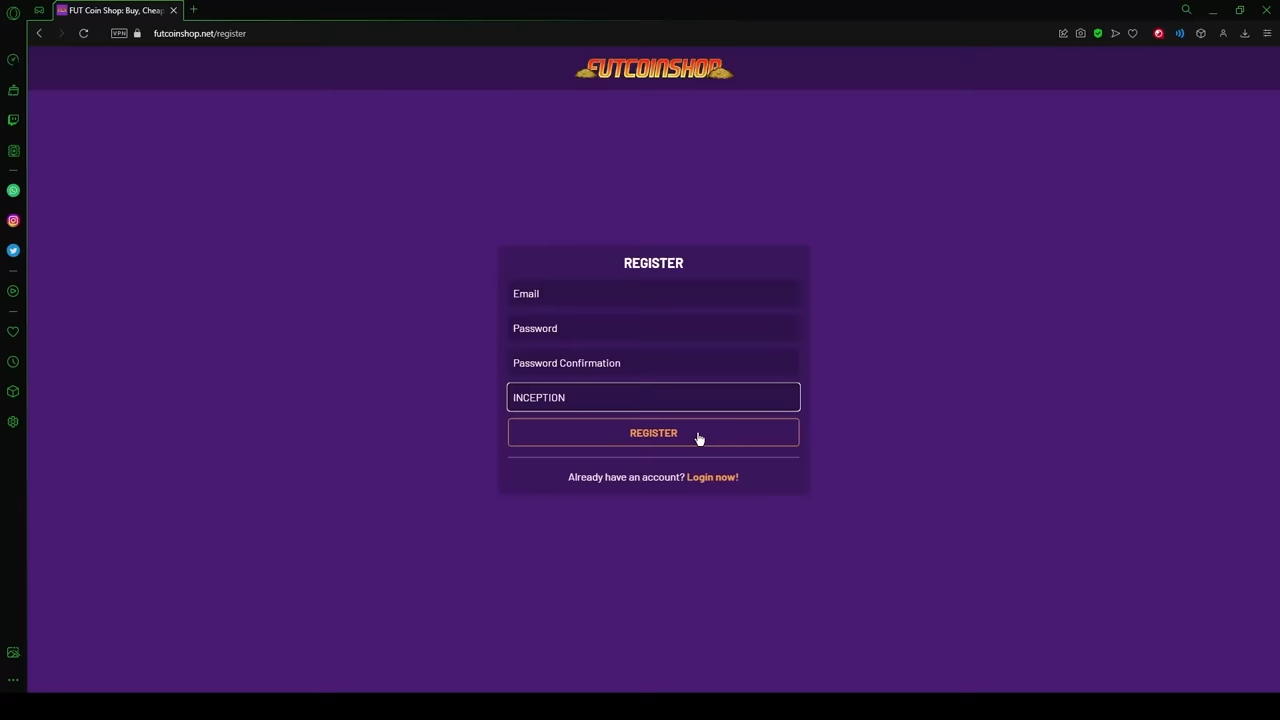 FUT Coin Shop: Buy, Cheap
VPN
futcoinshop.net/register
FUTCOINSHOP
REGISTER
Email
Password
Password Confirmation
INCEPTION
REGISTER
Already have an account? Login now!